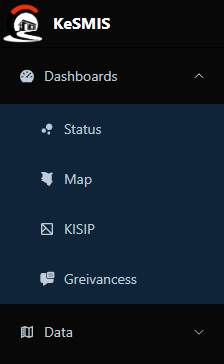 KeSMIS
Dashboards
Status
Map
KISIP
Greivancess
Data